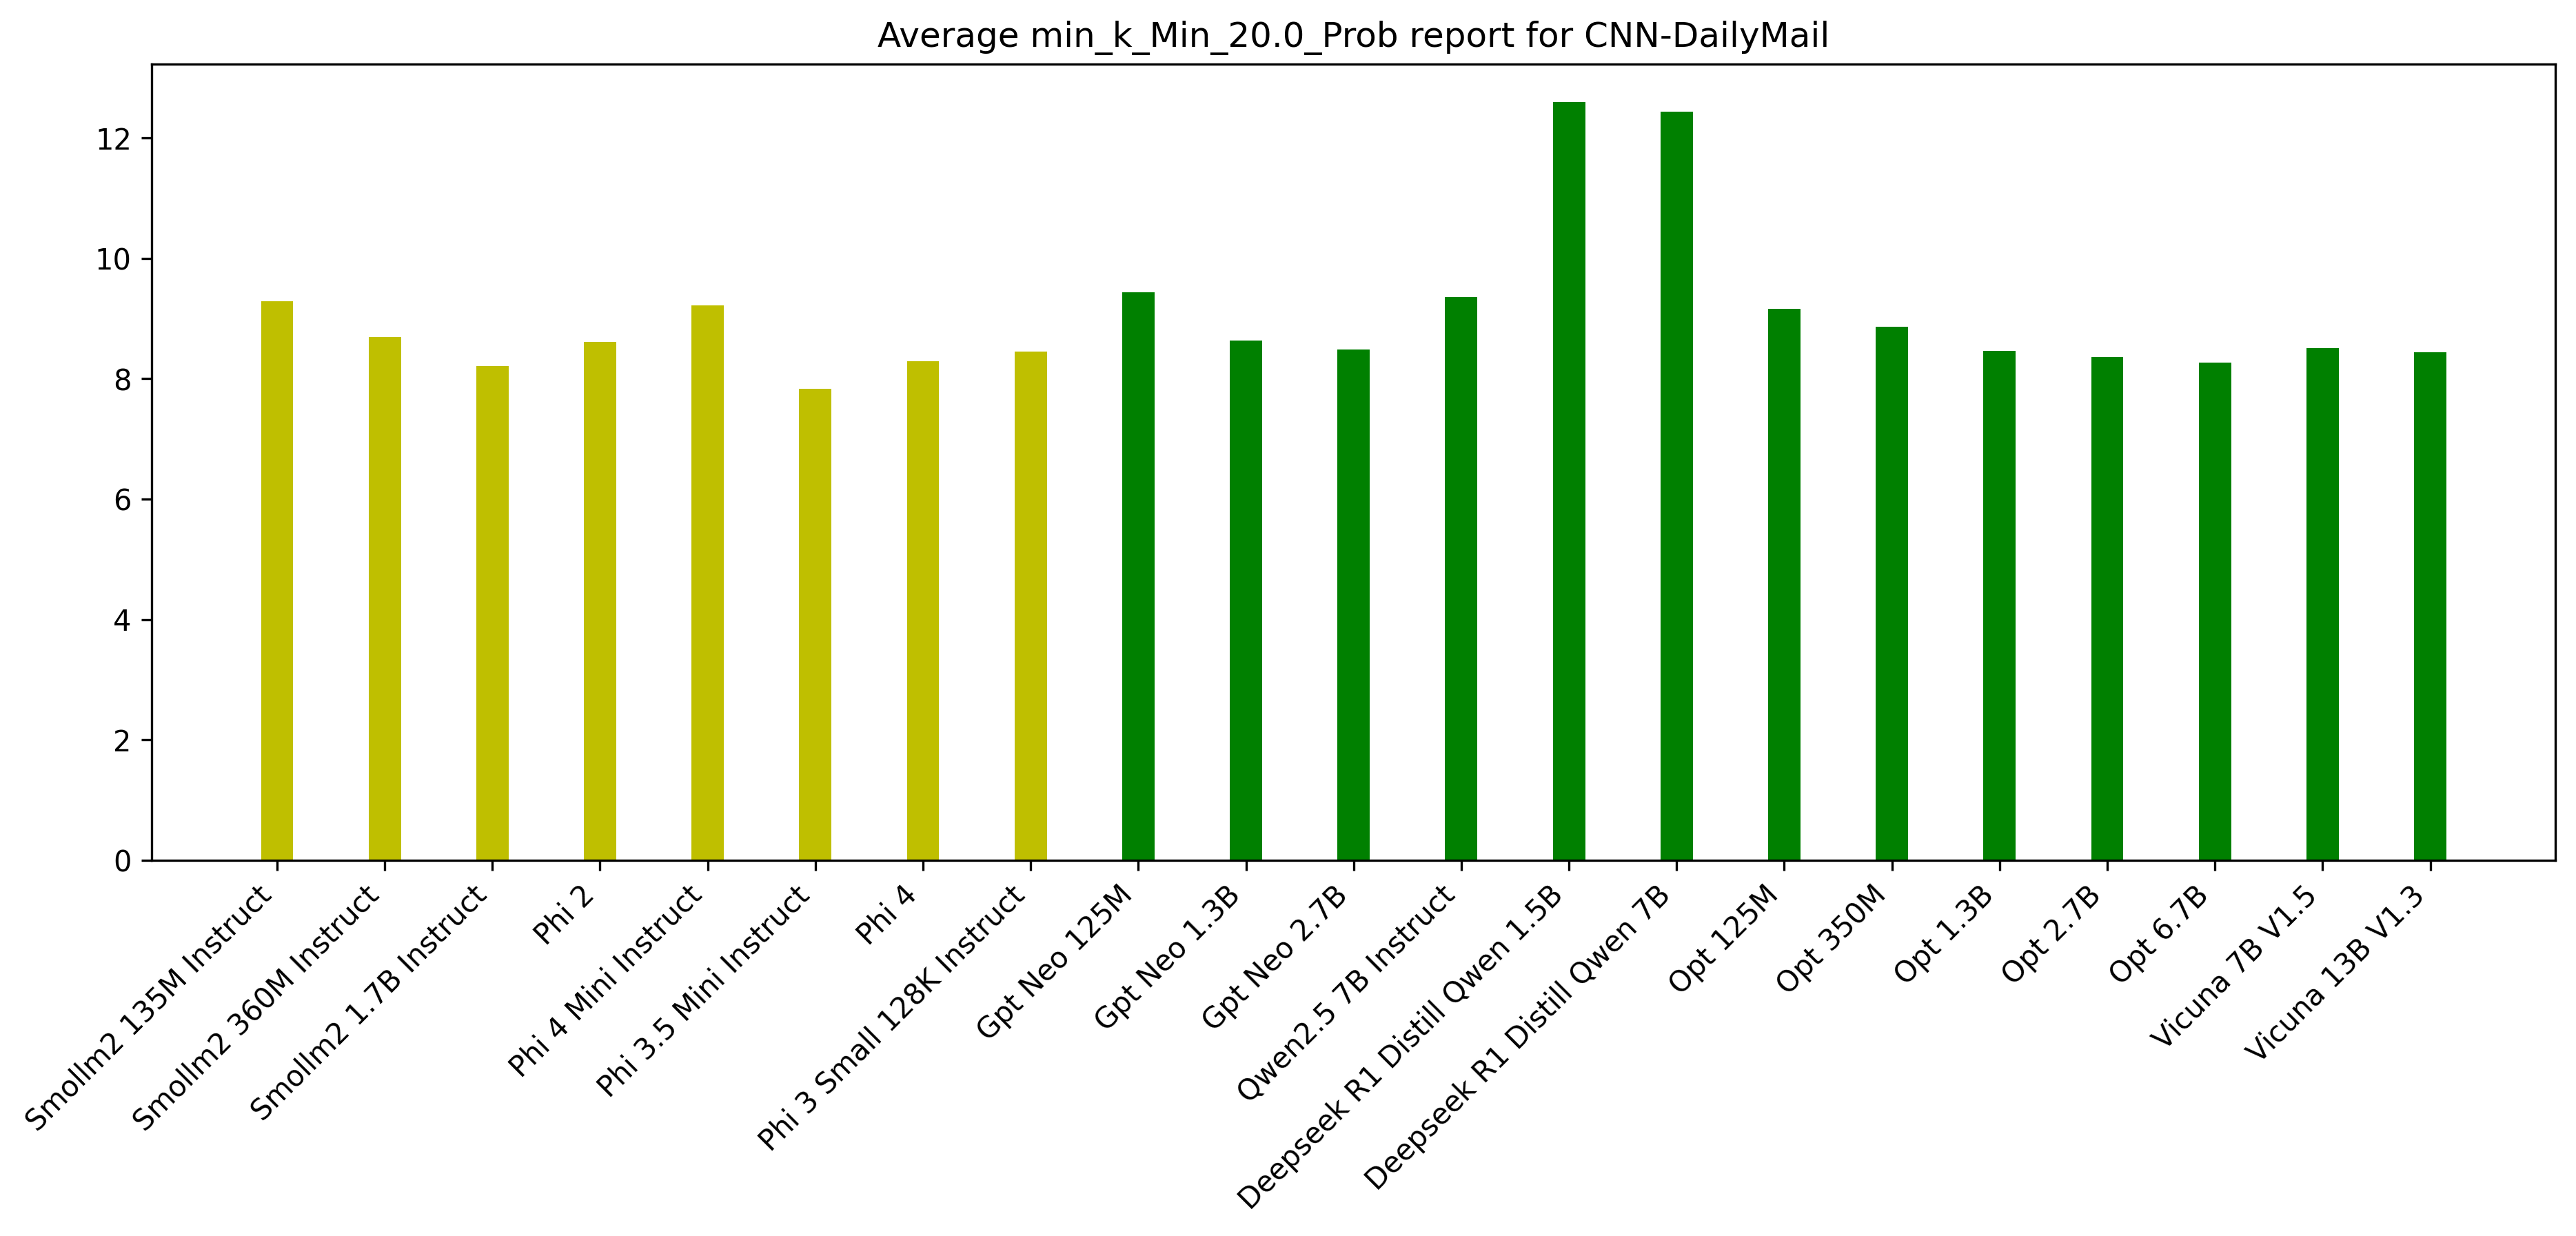 Average min_k_Min_20.0_Prob report for CNN-DailyMail
12
10
8
6
4
2
0
Smollm2 135M Instruct
Smollm2 360M Instruct
Smollm2 1.7B Instruct
Phi 2
Phi 4 Mini Instruct
Phi 3.5 Mini Instruct
Phi 4
Phi 3 Small 128K Instruct
Gpt Neo 125M
Gpt Neo 1.3B
Gpt Neo 2.7B
Qwen2.5 7B Instruct
Deepseek R1 Distill Qwen 1.5B
Deepseek R1 Distill Qwen 7B
Opt 125M
Opt 350M
Opt 1.3B
Opt 2.7B
Opt 6.7B
Vicuna 7B V1.5
Vicuna 13B V1.3